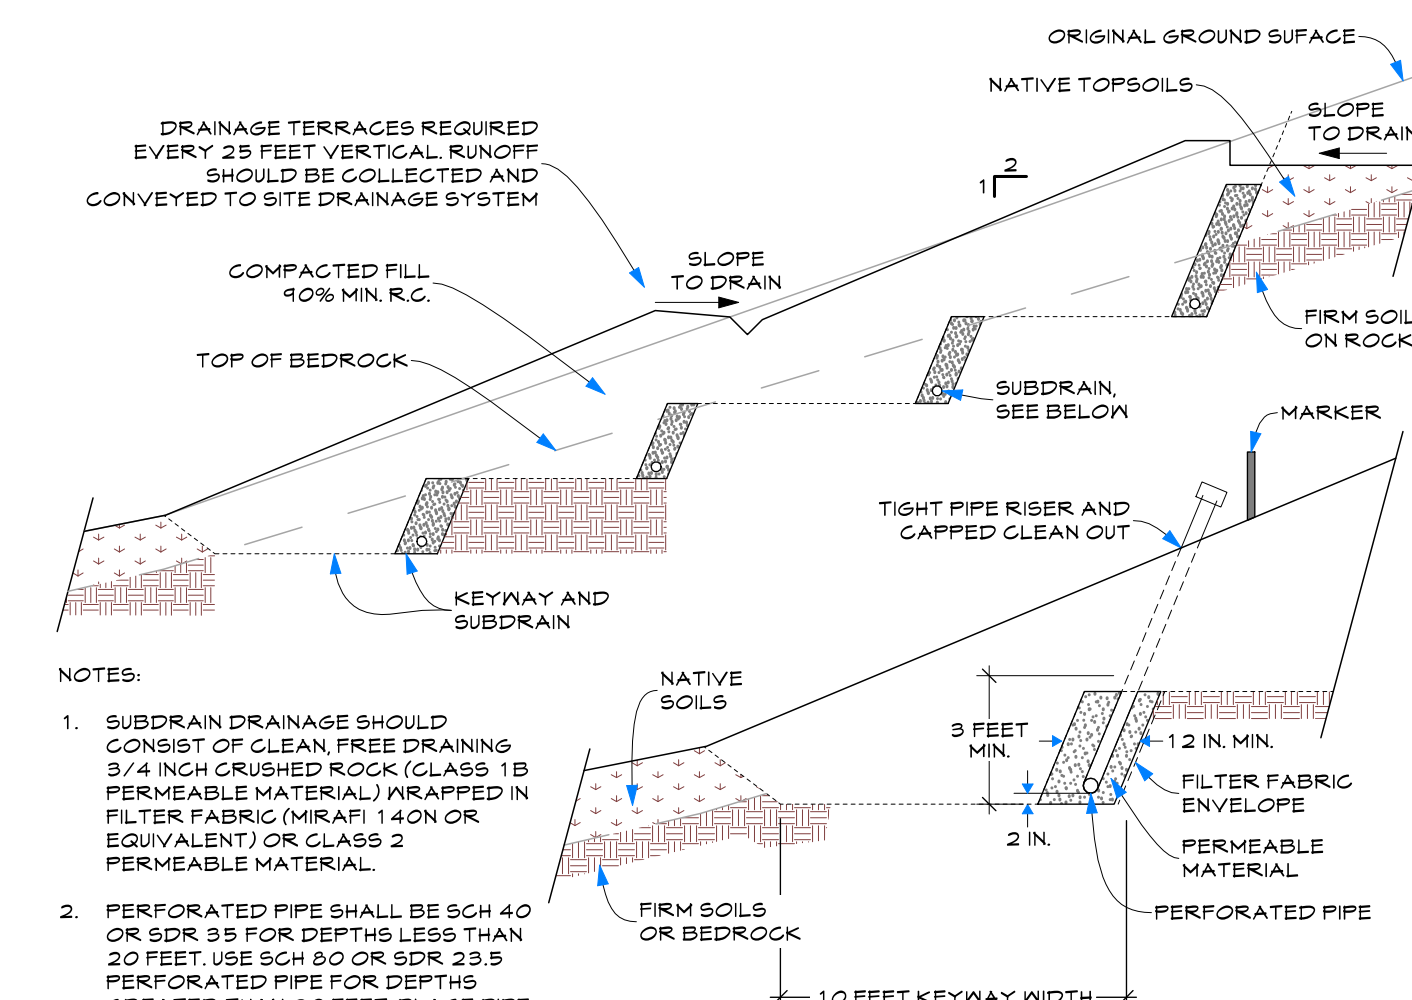 ORIGINAL GROUND SUFACE
NATIVE TOPSOILS
SLOPE
TO DRAIN
DRAINAGE TERRACES REQUIRED
EVERY 25 FEET VERTICAL. RUNOFF
SHOULD BE COLLECTED AND
CONVEYED TO SITE DRAINAGE SYSTEM
2
1
SLOPE
TO DRAIN
COMPACTED FILL
90% MIN. R.C.
FIRM SOIL
ON ROCK
TOP OF BEDROCK
SUBDRAIN,
SEE BELOW
MARKER
TIGHT PIPE RISER AND
CAPPED CLEAN OUT
KEYWAY AND
SUBDRAIN
NOTES:
1. SUBDRAIN DRAINAGE SHOULD
CONSIST OF CLEAN, FREE DRAINING
3/4 INCH CRUSHED ROCK (CLASS 1B
PERMEABLE MATERIAL) WRAPPED IN
FILTER FABRIC (MIRAFI 140N OR
EQUIVALENT) OR CLASS 2
PERMEABLE MATERIAL.
2. PERFORATED PIPE SHALL BE SCH 40
OR SDR 35 FOR DEPTHS LESS THAN
20 FEET. USE SCH 80 OR SDR 23.5
PERFORATED PIPE FOR DEPTHS
NATIVE
SOILS
3 FEET
MIN.
12 IN. MIN.
FILTER FABRIC
ENVELOPE
2 IN.
PERMEABLE
MATERIAL
PERFORATED PIPE
FIRM SOILS
OR BEDROCK
10 FEET KEYWAY WIDTH